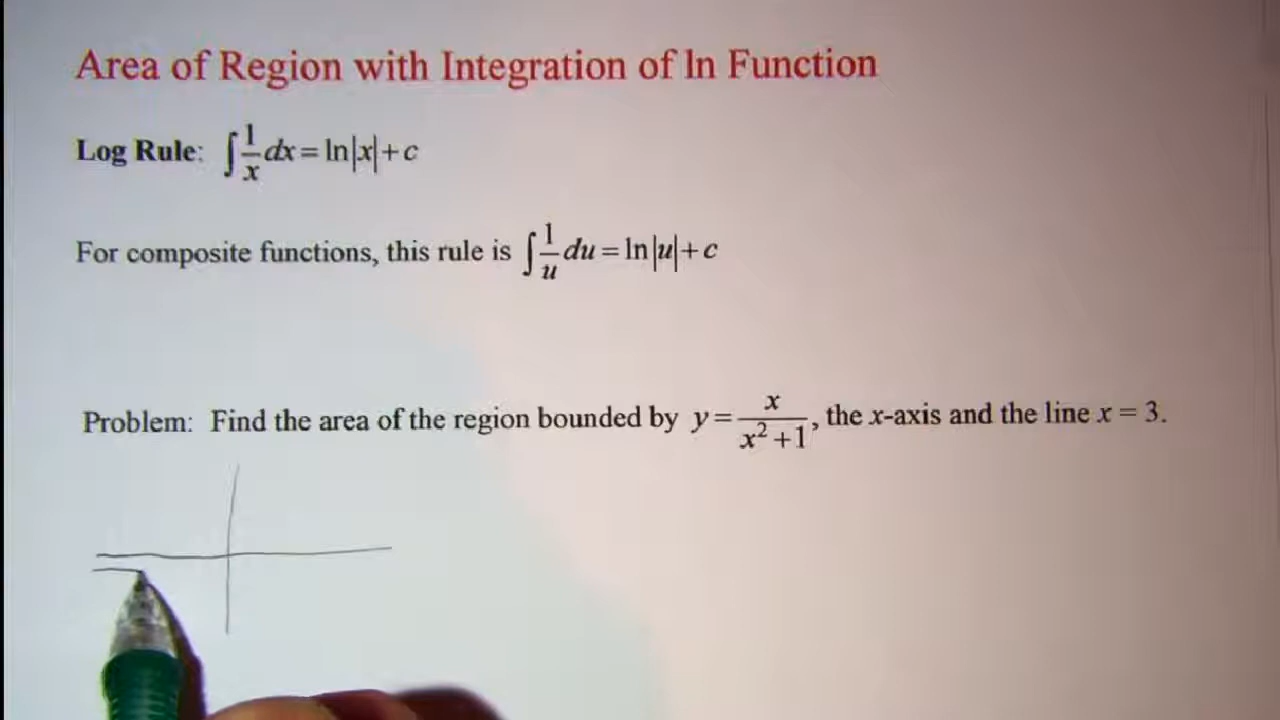 Area of Region with Integration of ln Function
Log Rule: ∫ 1/x dx = ln|x| + c
For composite functions, this rule is ∫ 1/u du = ln|u| + c
Problem: Find the area of the region bounded by y = x/(x² + 1), the x-axis and the line x = 3.